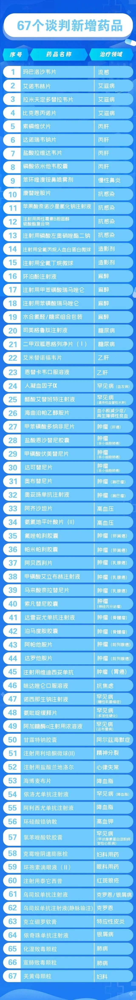 67个谈判新增药品
序号 药品名称 治疗领域
1 玛巴洛沙韦片 流感
2 艾诺韦林片 艾滋病
3 拉米夫定多替拉韦片 艾滋病
4 比克恩丙诺片 艾滋病
5 索磷维伏片 丙肝
6 达诺瑞韦钠片 丙肝
7 盐酸拉维达韦片 丙肝
8 磷酸依米他韦胶囊 丙肝
9 苯环喹溴铵鼻喷雾剂 慢性鼻炎
10 康替唑胺片 抗感染
11 苹果酸奈诺沙星氯化钠注射液 抗感染
12 注射用两性霉素B胆固醇
硫酸酯复合物 抗感染
13 注射用磷酸左奥硝唑酯二钠 抗感染
14 注射用全氟丙烷人血白蛋白微球 造影剂
15 注射用全氟丁烷微球 造影剂
16 环泊酚注射液 麻醉
17 注射用甲苯磺酸瑞马唑仑 麻醉
18 注射用苯磺酸瑞马唑仑 麻醉
19 水合氯醛/糖浆组合包装 麻醉
20 司美格鲁肽注射液 糖尿病
21 二甲双胍恩格列净片（Ⅰ） 糖尿病
22 艾米替诺福韦片 乙肝
23 恩替卡韦口服溶液 乙肝
24 人凝血因子Ⅸ 罕见病（血友病）
25 醋酸艾替班特注射液 罕见病
（遗传性血管性水肿）
26 海曲泊帕乙醇胺片 血小板减少症/
再生障碍性贫血
27 甲苯磺酸多纳非尼片 肿瘤（肝癌）
28 盐酸恩沙替尼胶囊 肿瘤
（非小细胞肺癌）
29 甲磺酸伏美替尼片 肿瘤
（非小细胞肺癌）
30 达可替尼片 肿瘤
（非小细胞肺癌）
31 奥布替尼片 肿瘤（淋巴瘤）
32 奥妥珠单抗注射液 肿瘤（淋巴瘤）
33 阿齐沙坦片 高血压
34 氨氯地平叶酸片（II） 高血压
35 氟唑帕利胶囊 肿瘤（卵巢癌）
36 帕米帕利胶囊 肿瘤（卵巢癌）
37 阿贝西利片 肿瘤（乳腺癌）
38 甲磺酸艾立布林注射液 肿瘤（乳腺癌）
39 马来酸奈拉替尼片 肿瘤（乳腺癌）
40 索凡替尼胶囊 肿瘤
（神经内分泌瘤）
41 达雷妥尤单抗注射液 肿瘤（骨髓瘤）
42 泊马度胺胶囊 肿瘤（骨髓瘤）
43 阿帕他胺片 肿瘤（前列腺癌）
44 达罗他胺片 肿瘤（前列腺癌）
45 注射用维迪西妥单抗 肿瘤（胃癌）
46 咪达唑仑口服溶液 抗焦虑
47 诺西那生钠注射液 罕见病
（髓性肌萎缩症）
48 氨吡啶缓释片 罕见病
（多发性硬化）
49 阿加糖酶α注射用浓溶液 罕见病
（法布雷病）
50 甘露特钠胶囊 阿尔兹海默症
51 注射用利培酮微球(II) 精神分裂
52 注射用盐酸兰地洛尔 心律失常
53 海博麦布片 降血脂
54 依洛尤单抗注射液 罕见病（降血脂）
55 阿利西尤单抗注射液 降血脂
56 环硅酸锆钠散 高血钾
57 氯苯唑酸软胶囊 罕见病
（甲状腺素蛋白淀粉样
变性心肌病）
58 克霉唑阴道膨胀栓 妇科用药
59 环孢素滴眼液（II） 眼科用药
60 注射用泰它西普 红斑狼疮
61 乌司奴单抗注射液 克罗恩/银屑病
62 乌司奴单抗注射液(静脉输注) 克罗恩
63 克立硼罗软膏 特应性皮炎
64 依奇珠单抗注射液 银屑病
65 化湿败毒颗粒 肺病
66 宣肺败毒颗粒 肺病
67 关黄母颗粒 妇科